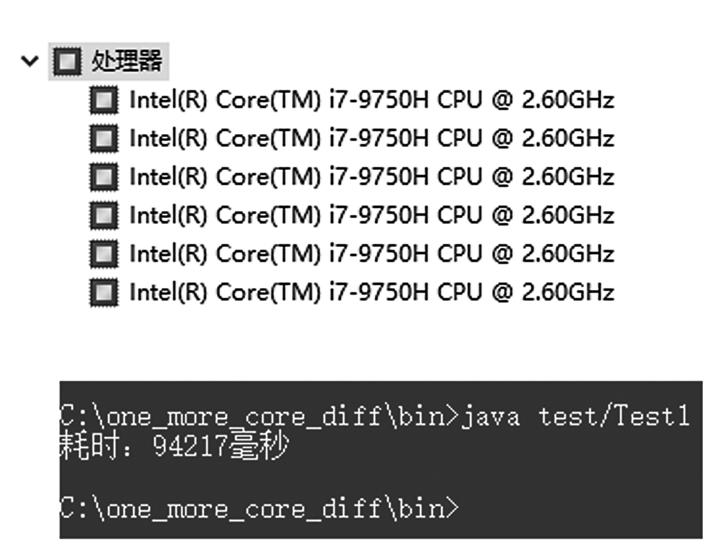 处理器
Intel(R) Core(TM) i7-9750H CPU @ 2.60GHz
Intel(R) Core(TM) i7-9750H CPU @ 2.60GHz
Intel(R) Core(TM) i7-9750H CPU @ 2.60GHz
Intel(R) Core(TM) i7-9750H CPU @ 2.60GHz
Intel(R) Core(TM) i7-9750H CPU @ 2.60GHz
Intel(R) Core(TM) i7-9750H CPU @ 2.60GHz
C:\one_more_core_diff\bin>java test/Test1
耗时：94217毫秒
C:\one_more_core_diff\bin>